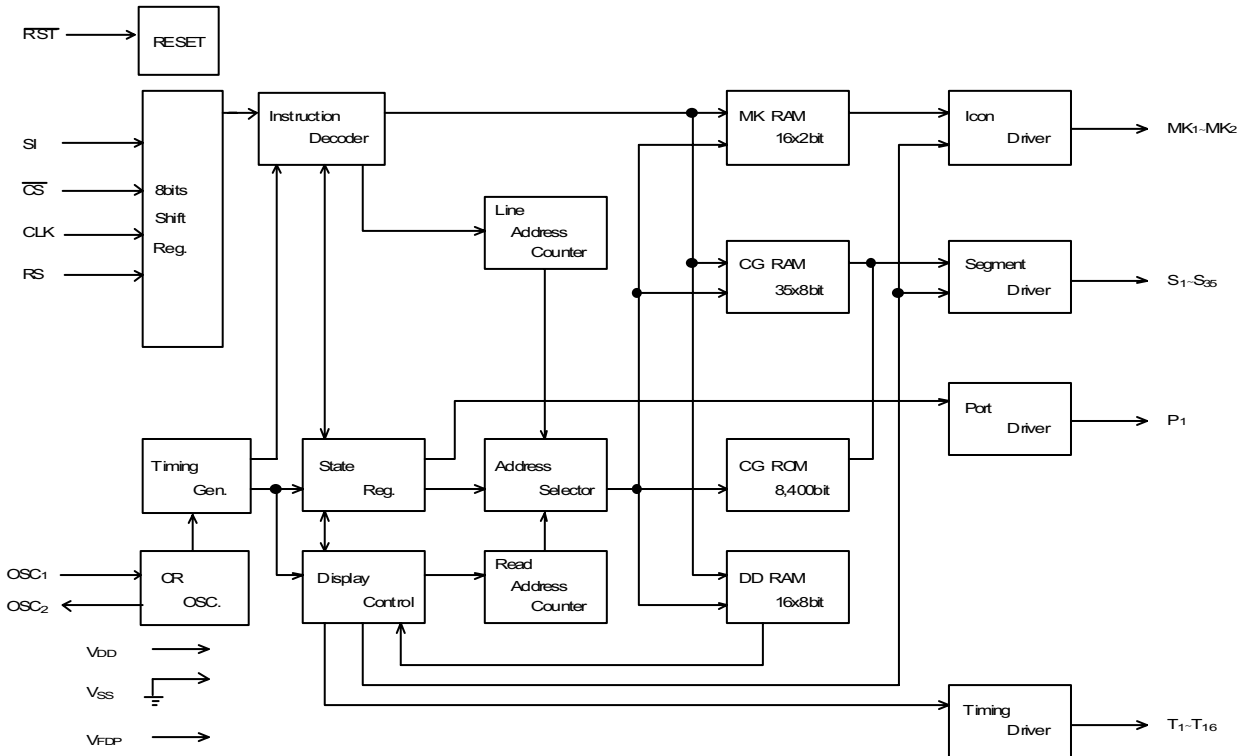 RST
RESET
SI
CS
CLK
RS
8bits
Shift
Reg.
Instruction
Decoder
Line
Address
Counter
MK RAM
16x2bit
Icon
Driver
MK1~MK2
CG RAM
35x8bit
Segment
Driver
S1~S35
Port
Driver
P1
Timing
Gen.
State
Reg.
Address
Selector
CG ROM
8,400bit
OSC1
OSC2
CR
OSC.
Display
Control
Read
Address
Counter
DD RAM
16x8bit
VDD
VSS
VFDP
Timing
Driver
T1~T16